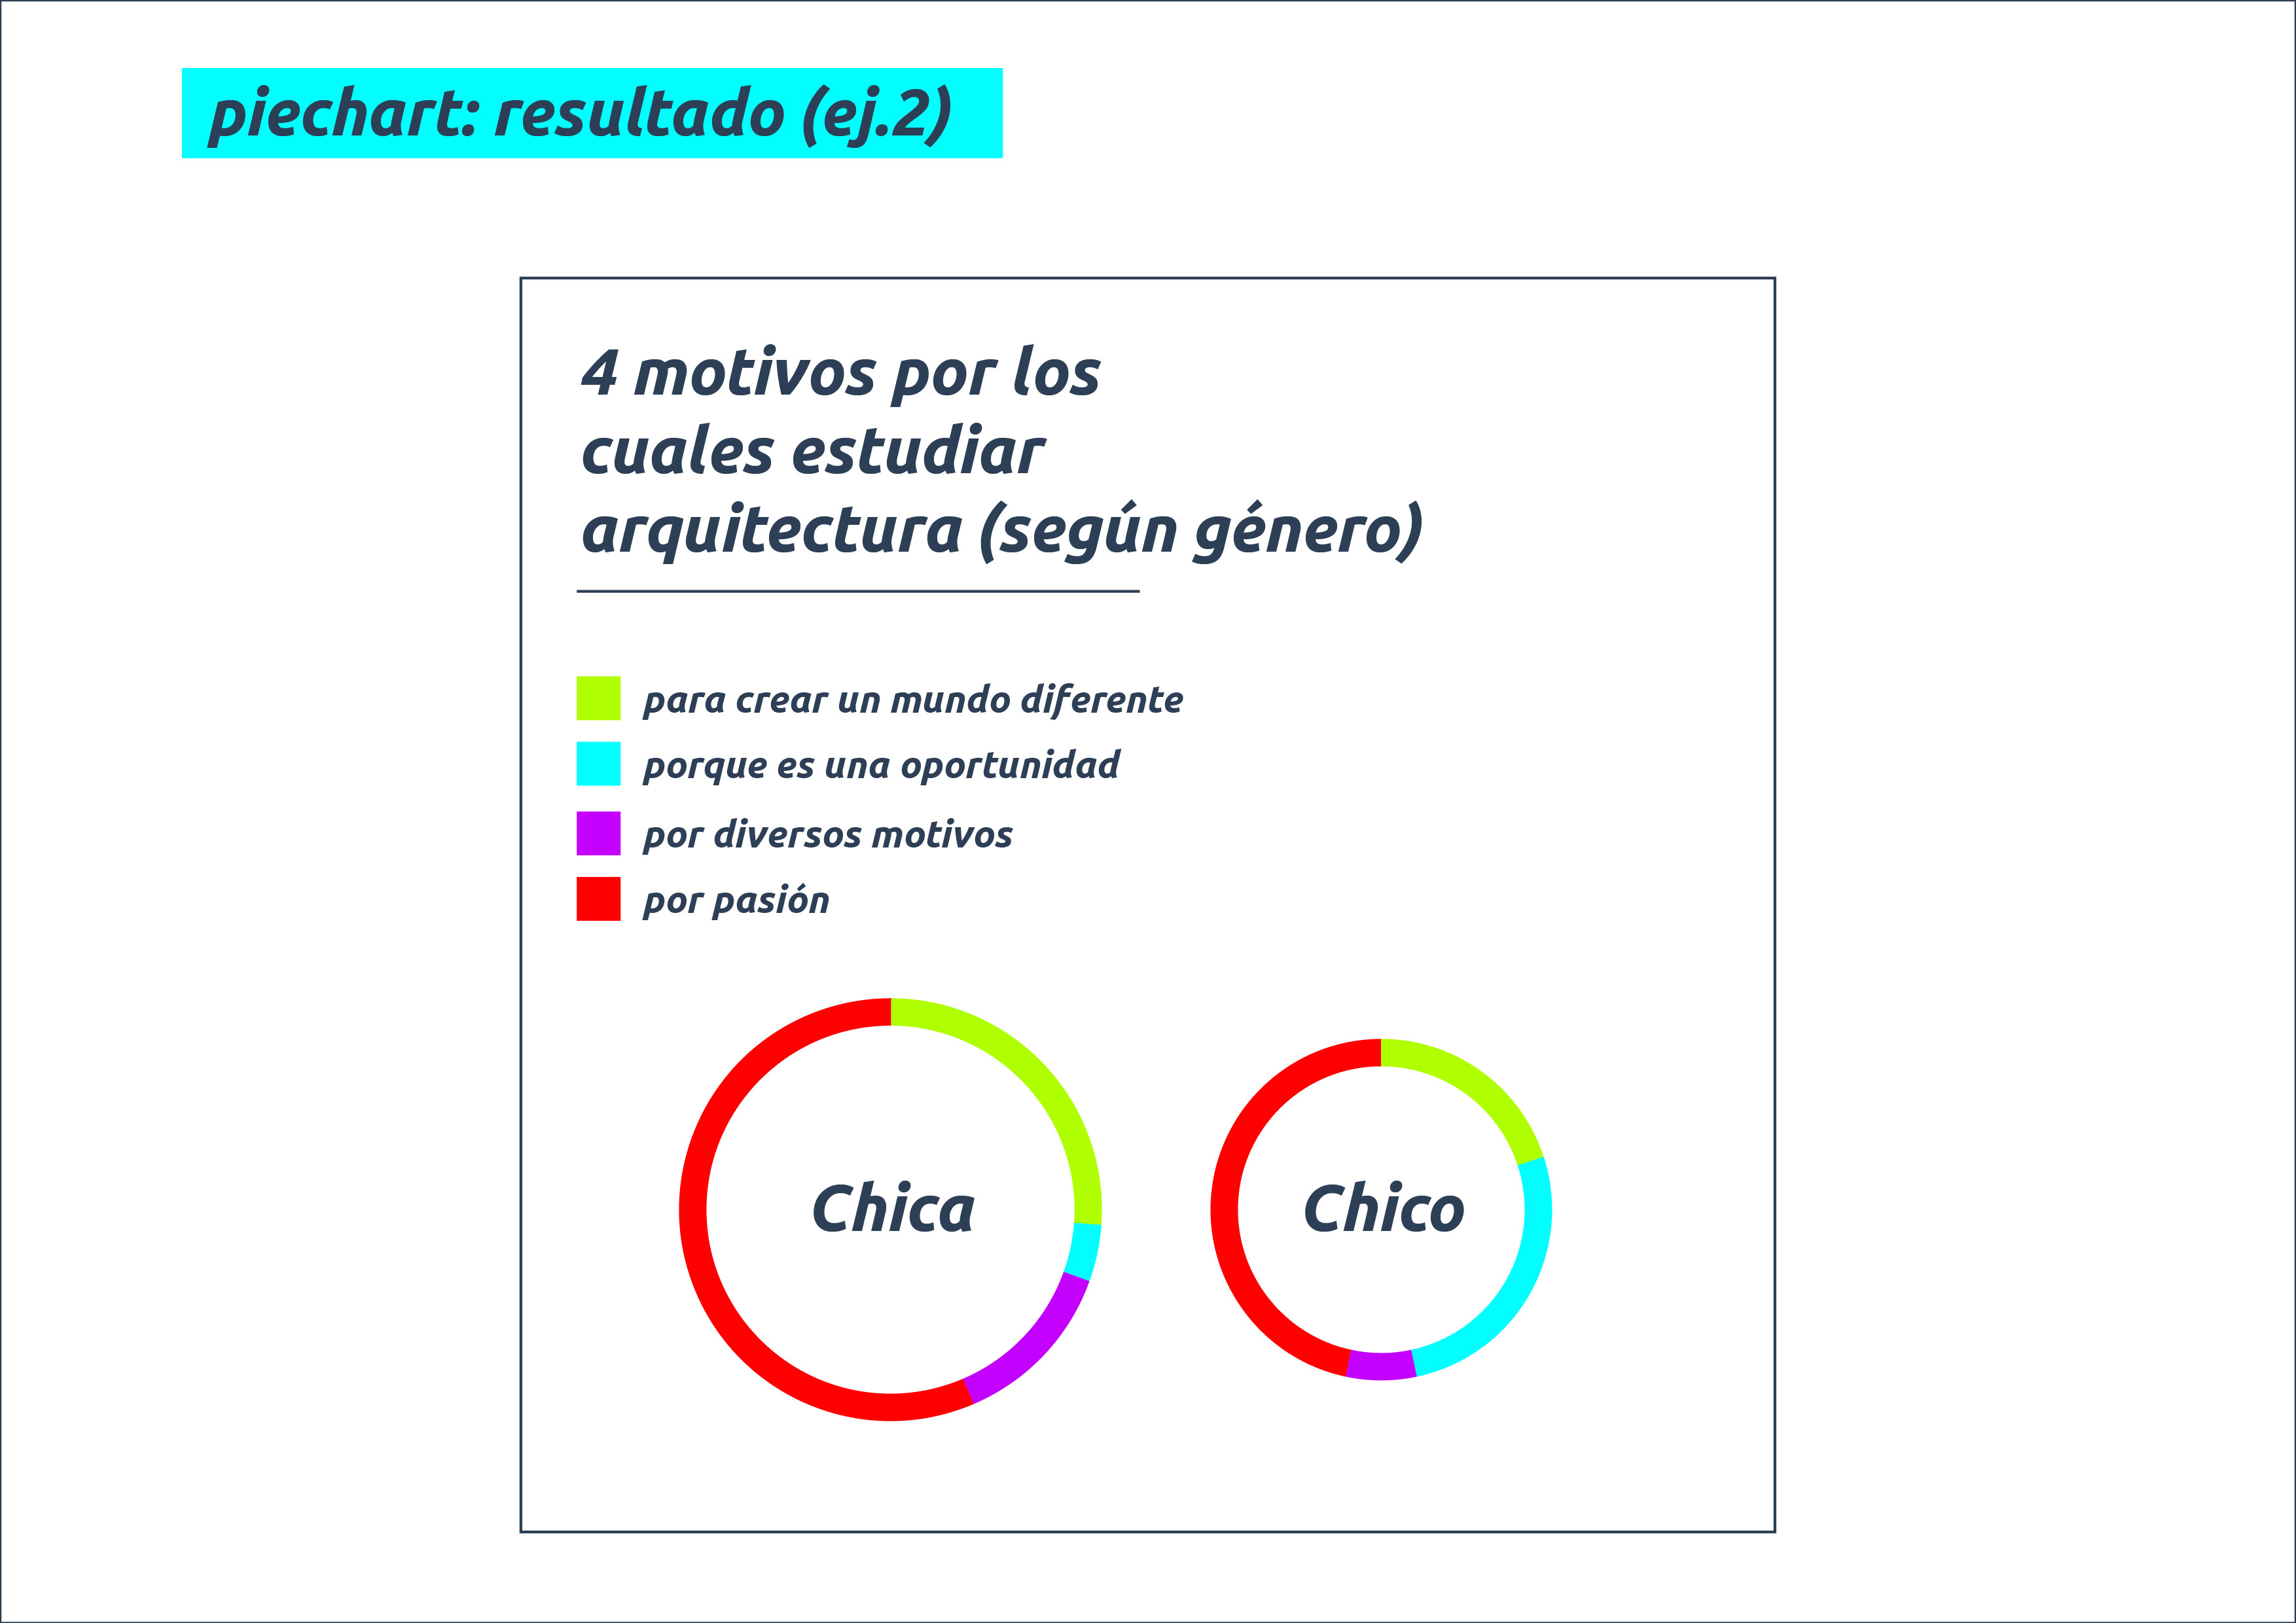 piechart: resultado (ej.2)
4 motivos por los
cuales estudiar
arquitectura (según género)
para crear un mundo diferente
porque es una oportunidad
por diversos motivos
por pasión
Chica
Chico